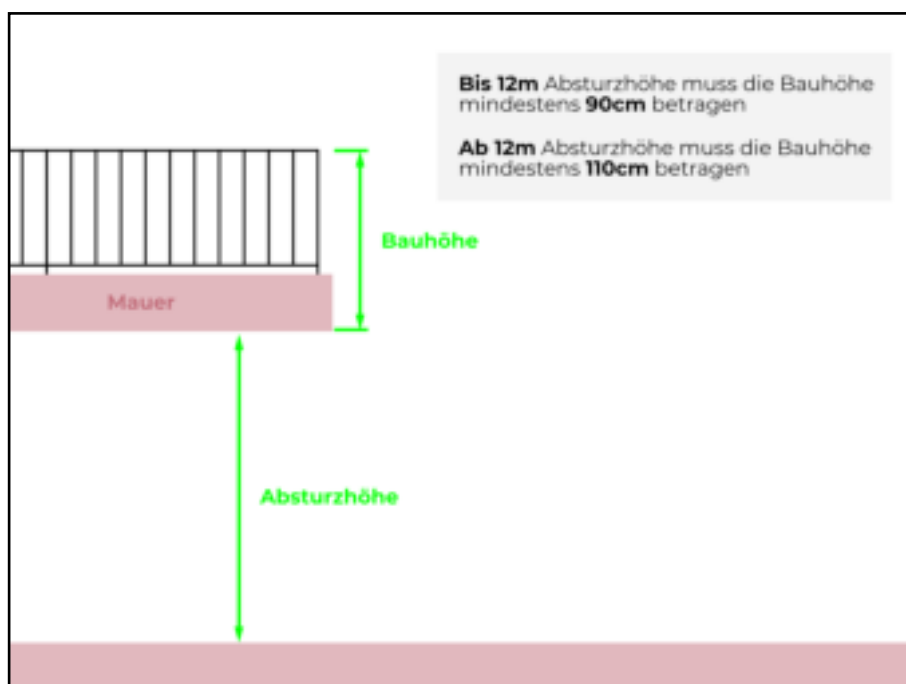 Bis 12m Absturzhöhe muss die Bauhöhe
mindestens 90cm betragen
Ab 12m Absturzhöhe muss die Bauhöhe
mindestens 110cm betragen
Bauhöhe
Mauer
Absturzhöhe